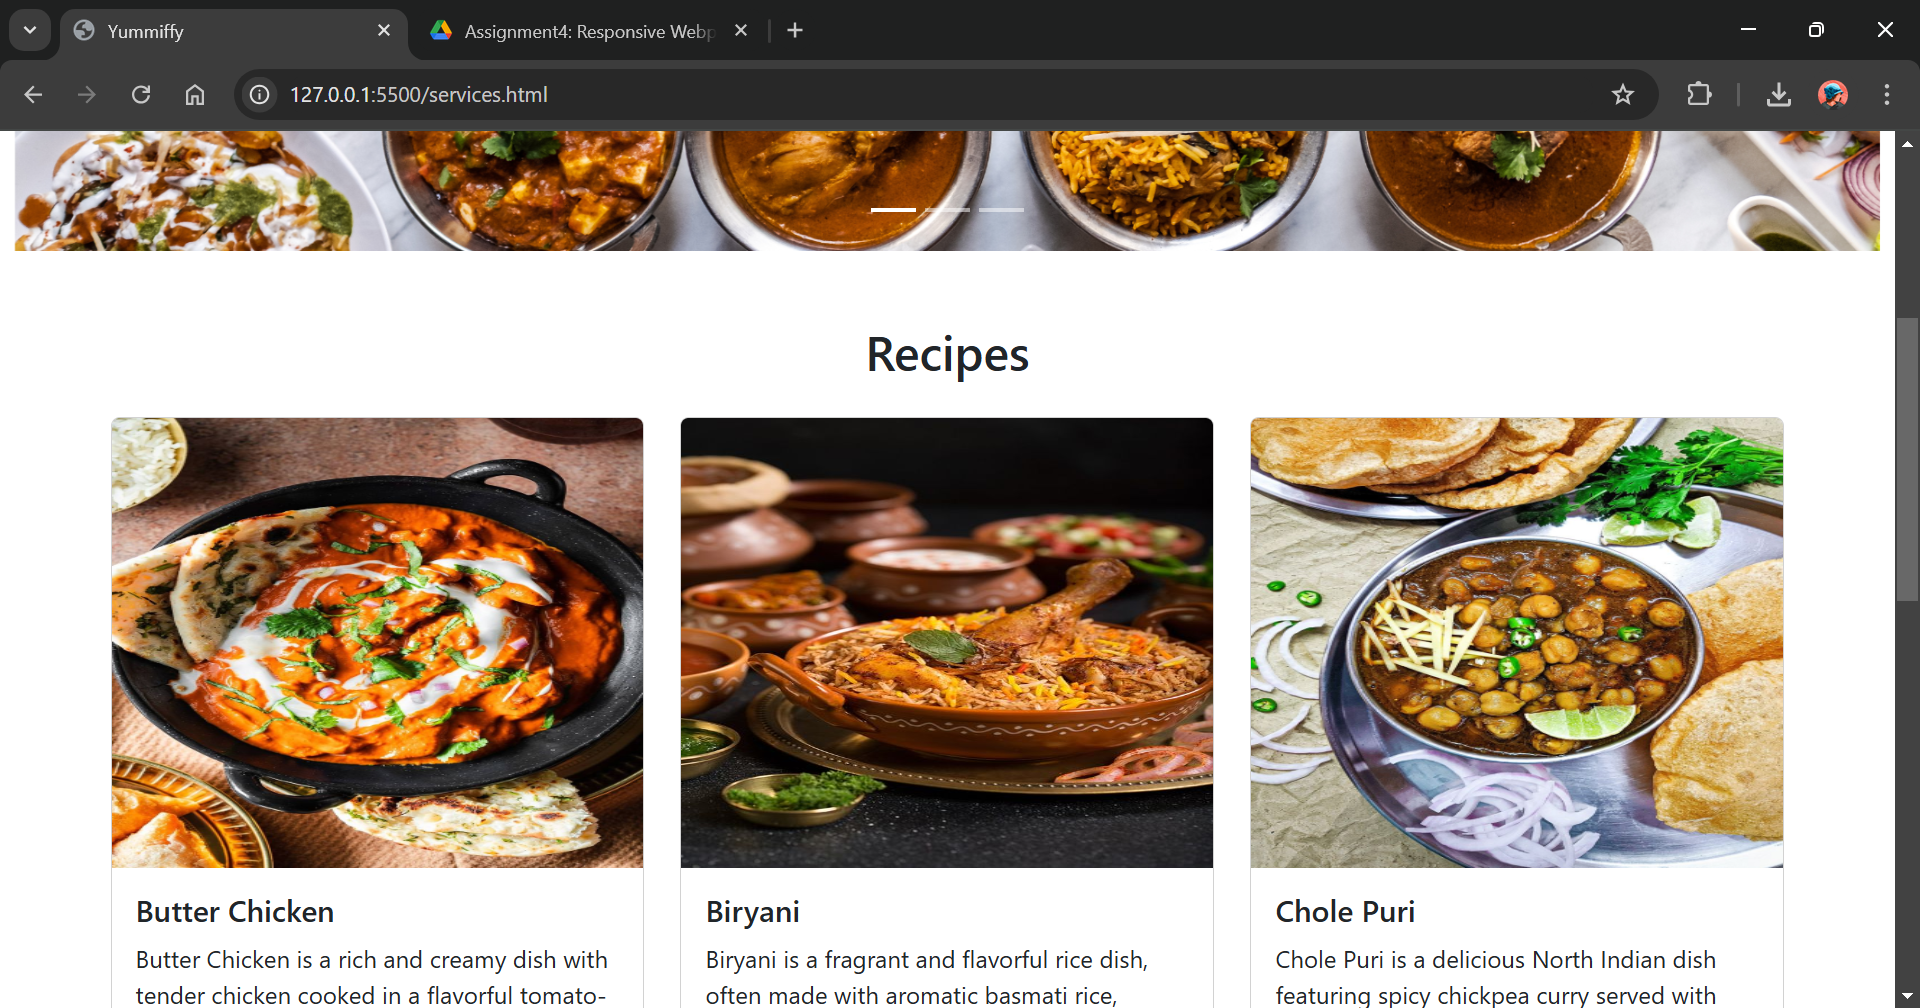 Yummiffy
Assignment4: Responsive Webp
127.0.0.1:5500/services.html
Recipes
Butter Chicken
Butter Chicken is a rich and creamy dish with
tender chicken cooked in a flavorful tomato-
Biryani
Biryani is a fragrant and flavorful rice dish,
often made with aromatic basmati rice,
Chole Puri
Chole Puri is a delicious North Indian dish
featuring spicy chickpea curry served with